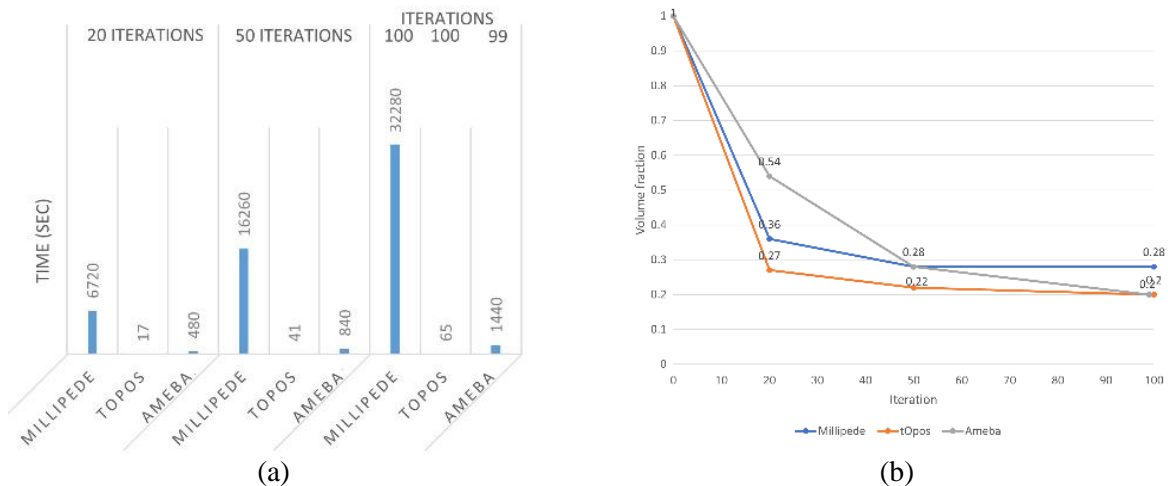 20 ITERATIONS
50 ITERATIONS
ITERATIONS
100 100 99
TIME (SEC)
6720
17
480
16260
41
840
32280
65
1440
MILLIPEDE
TOPOS
AMEBA
MILLIPEDE
TOPOS
AMEBA
MILLIPEDE
TOPOS
AMEBA
(a)
Volume fraction
1
0.9
0.8
0.7
0.6
0.5
0.4
0.3
0.2
0.1
0
1
0.54
0.36
0.27
0.28
0.22
0.28
0.2
0.2
0 10 20 30 40 50 60 70 80 90 100
Iteration
Millipede tOpos Ameba
(b)